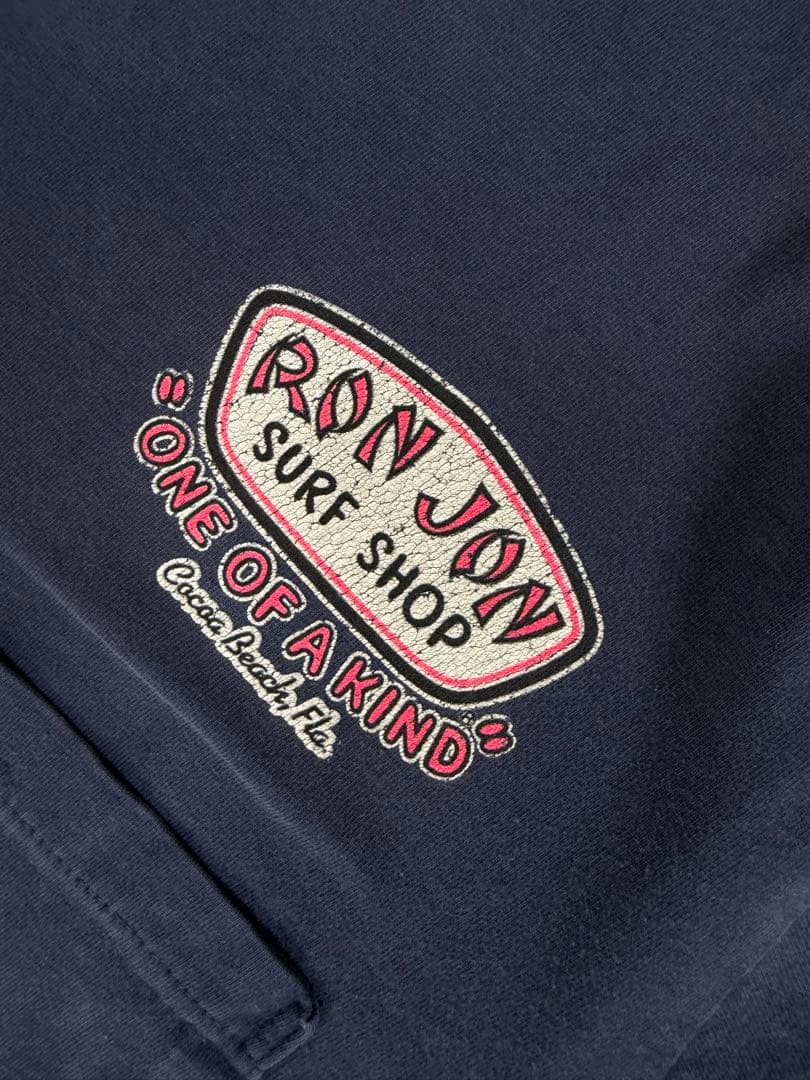 RON JON
SURF SHOP
"ONE OF A KIND"
Cocoa Beach, Fla.